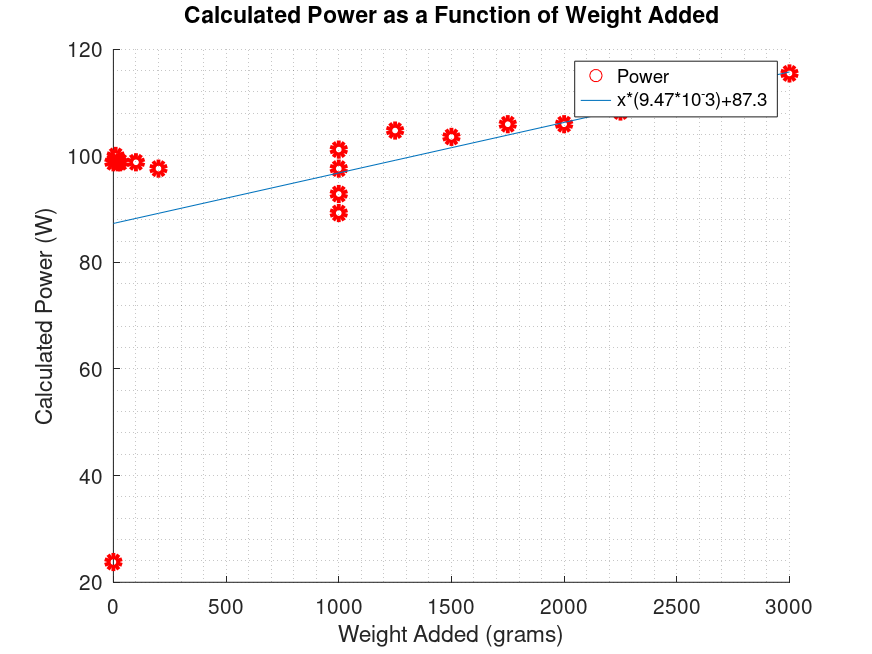 Calculated Power as a Function of Weight Added
120
100
80
60
40
20
Calculated Power (W)
Power
x*(9.47*10⁻3)+87.3
0 500 1000 1500 2000 2500 3000
Weight Added (grams)